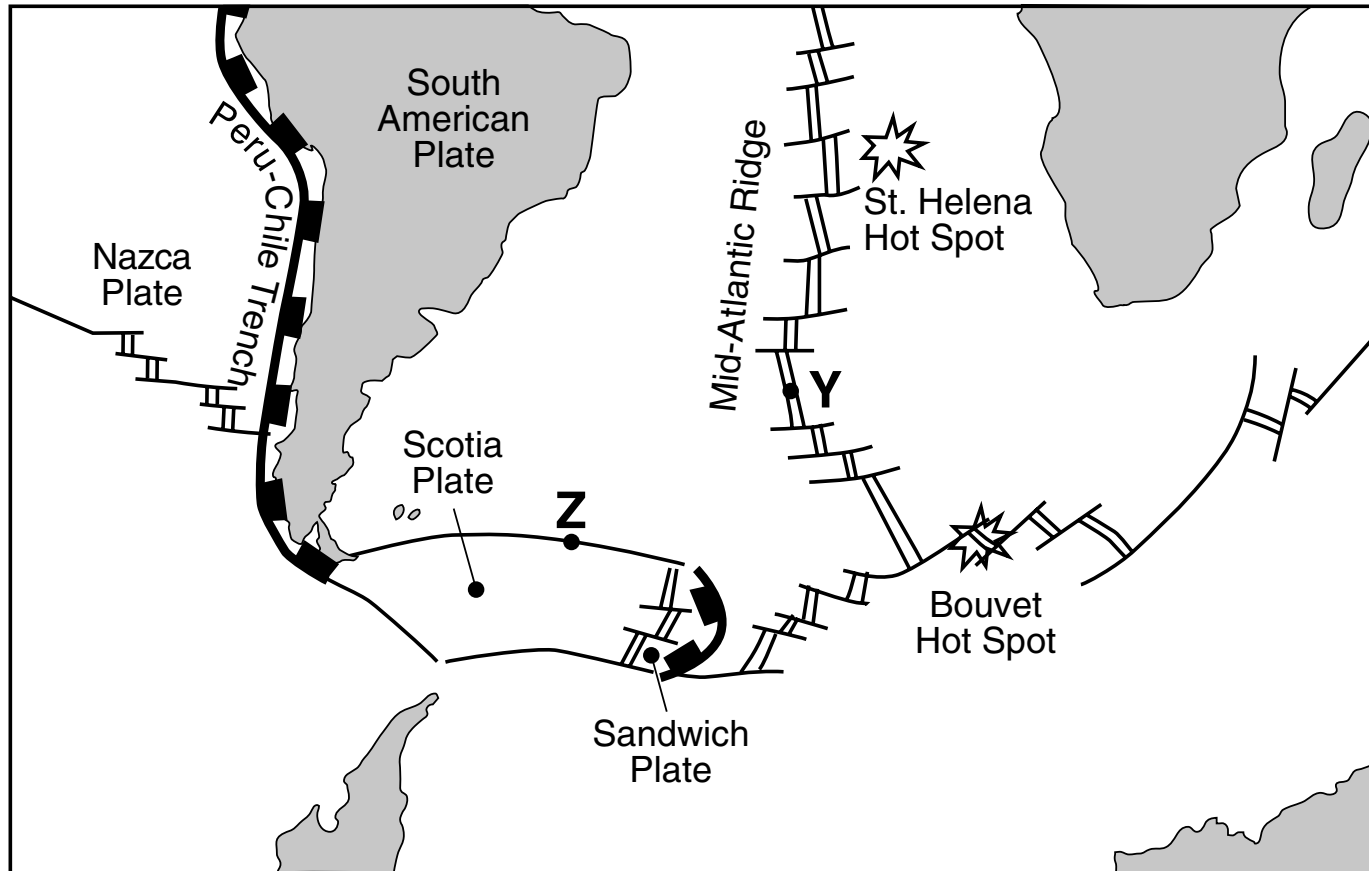 South
American
Plate
Peru-Chile Trench
Nazca
Plate
Mid-Atlantic Ridge
St. Helena
Hot Spot
Y
Scotia
Plate
Z
Bouvet
Hot Spot
Sandwich
Plate